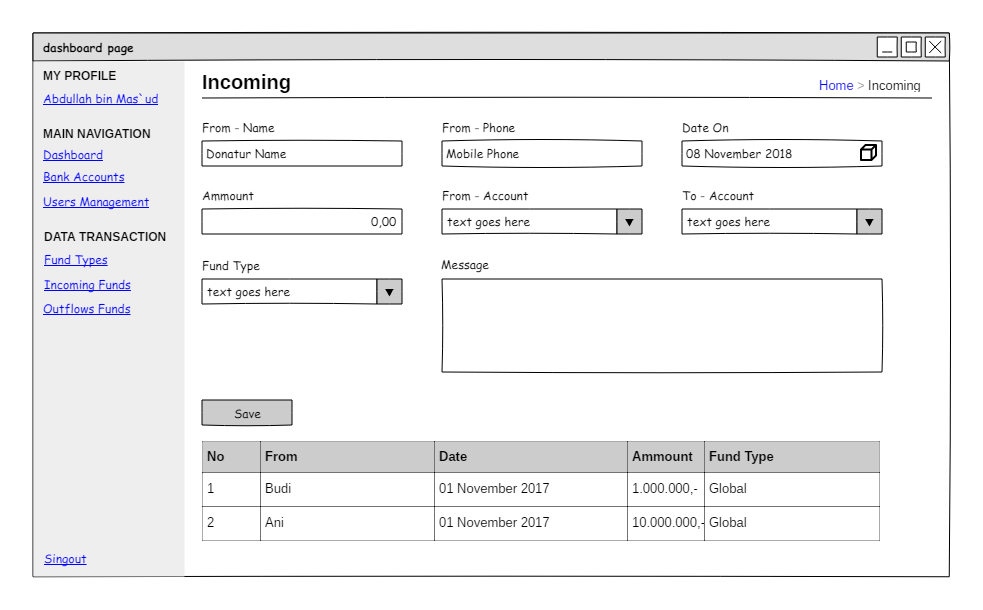 dashboard page
MY PROFILE
Abdullah bin Mas`ud
MAIN NAVIGATION
Dashboard
Bank Accounts
Users Management
DATA TRANSACTION
Fund Types
Incoming Funds
Outflows Funds
Singout
Incoming
Home > Incoming
From - Name
From - Phone
Date On
Donatur Name
Mobile Phone
08 November 2018
Ammount
From - Account
To - Account
0,00
text goes here
text goes here
Fund Type
Message
text goes here
Save
No From Date Ammount Fund Type
1 Budi 01 November 2017 1.000.000,- Global
2 Ani 01 November 2017 10.000.000,- Global